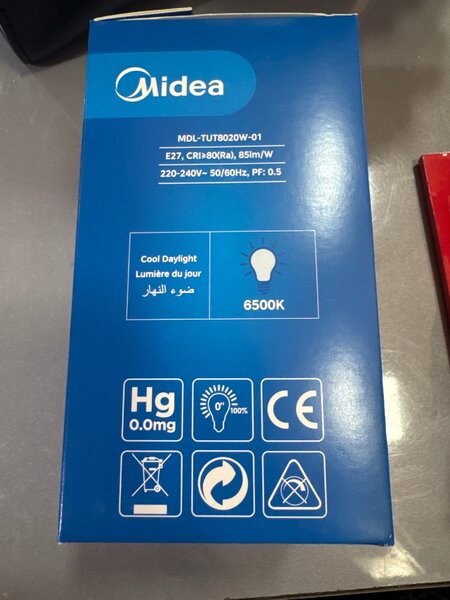 Midea
MDL-TUT8020W-01
E27, CRI>80(Ra), 85lm/W
220-240V~ 50/60Hz, PF: 0.5
Cool Daylight
Lumière du jour
ضوء النهار
6500K
Hg
0.0mg
0"
100%
CE